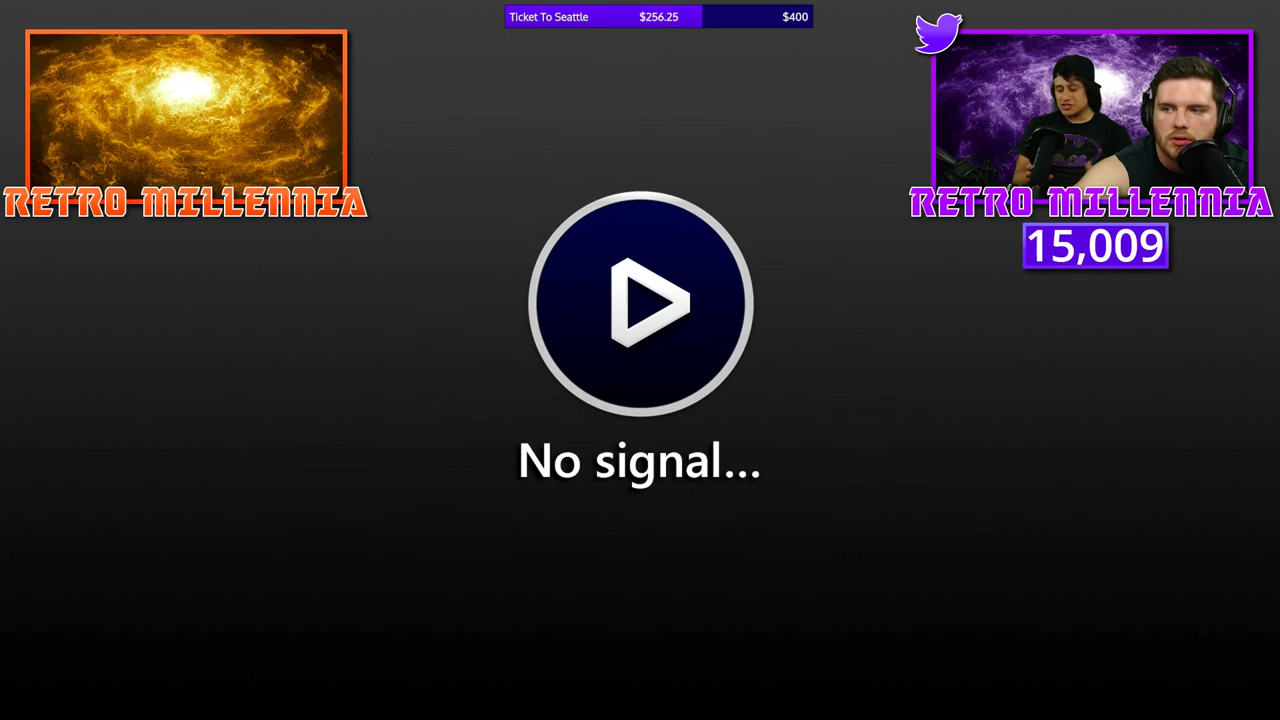 Ticket To Seattle $256.25 $400
RETRO MILLENNIA
RETRO MILLENNIA
15,009
No signal...